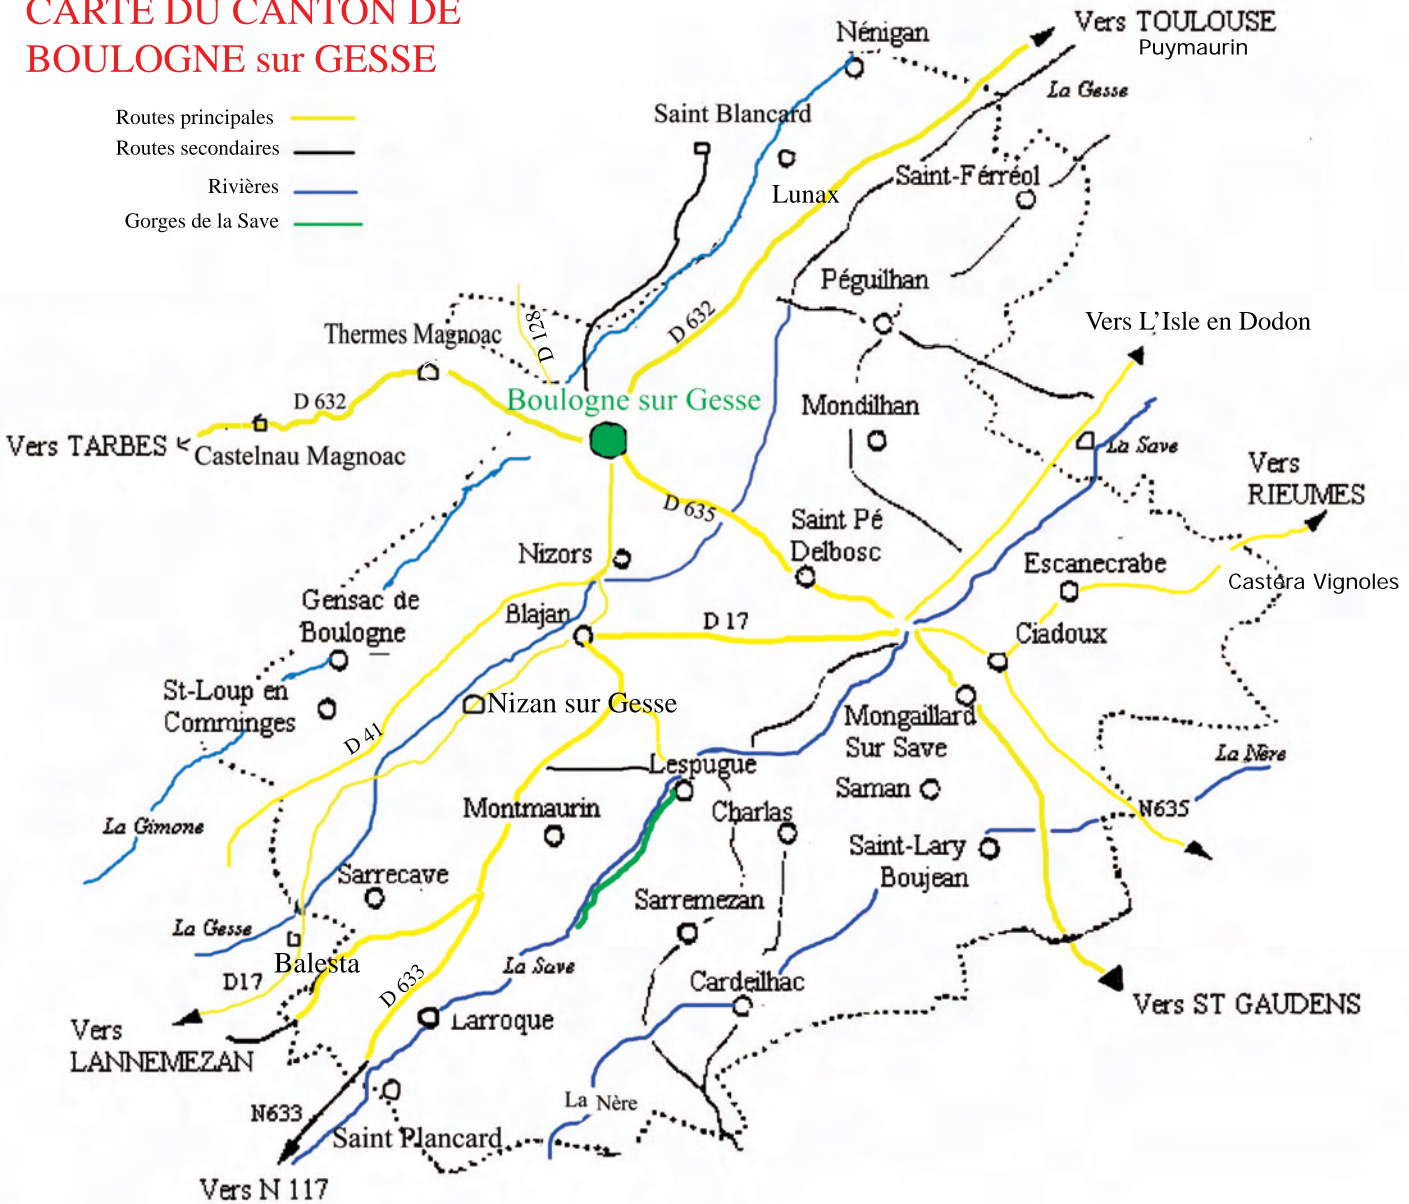 CARTE DU CANTON DE
BOULOGNE sur GESSE
Routes principales
Routes secondaires
Rivières
Gorges de la Save
Nénigan
Vers TOULOUSE
Puymaurin
La Gesse
Saint Blancard
Lunax
Saint-Férréol
Péguilhan
Vers L'Isle en Dodon
D 128
D 632
Thermes Magnoac
D 632
Boulogne sur Gesse
Mondilhan
Vers TARBES
Castelnau Magnoac
La Save
Vers
RIEUMES
D 635
Saint Pé
Delbosc
Nizors
Escanecrabe
Castera Vignoles
Gensac de
Boulogne
Blajan
D 17
Ciadoux
St-Loup en
Comminges
Nizan sur Gesse
Mongaillard
Sur Save
D 41
La Nère
Lespugue
Saman
N635
Montmaurin
Charlas
La Gimone
Saint-Lary
Boujean
Sarrecave
Sarremezan
La Gesse
Balesta
La Save
D17
D 633
Cardeilhac
Vers ST GAUDENS
Larroque
Vers
LANNEMEZAN
La Nère
N633
Saint Plancard
Vers N 117